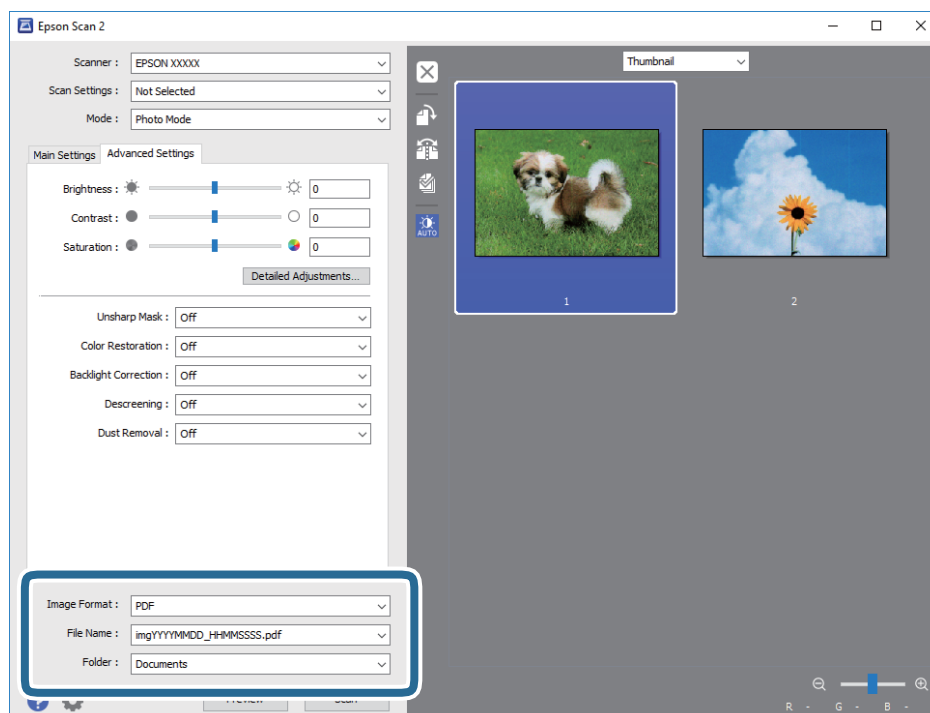 Epson Scan 2
Scanner :
EPSON XXXXX
Scan Settings :
Not Selected
Mode :
Photo Mode
Main Settings
Advanced Settings
Brightness :
0
Contrast :
0
Saturation :
0
Detailed Adjustments...
Unsharp Mask :
Off
Color Restoration :
Off
Backlight Correction :
Off
Descreening :
Off
Dust Removal :
Off
Image Format :
PDF
File Name :
imgYYYYMMDD_HHMMSSSS.pdf
Folder :
Documents
Preview
Scan
Thumbnail
AUTO
1
2
R - G - B -